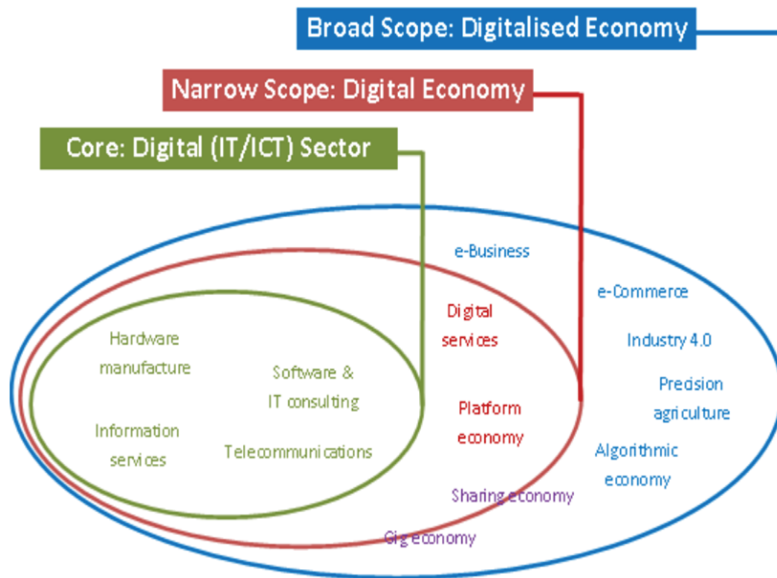 Broad Scope: Digitalised Economy
Narrow Scope: Digital Economy
Core: Digital (IT/ICT) Sector
e-Business
e-Commerce
Digital
services
Industry 4.0
Hardware
manufacture
Software &
IT consulting
Precision
agriculture
Platform
economy
Information
services
Telecommunications
Algorithmic
economy
Sharing economy
Gig economy